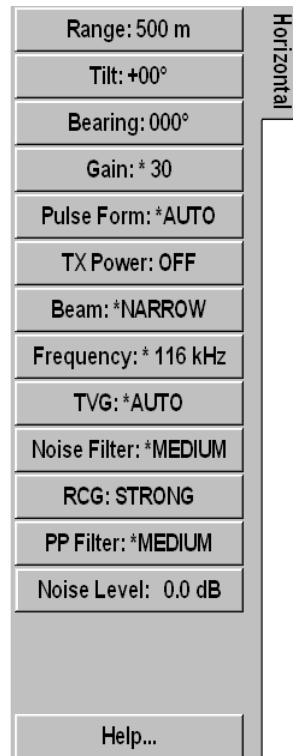 Horizontal
Range: 500 m
Tilt: +00°
Bearing: 000°
Gain: * 30
Pulse Form: *AUTO
TX Power: OFF
Beam: *NARROW
Frequency: * 116 kHz
TVG: *AUTO
Noise Filter: *MEDIUM
RCG: STRONG
PP Filter: *MEDIUM
Noise Level: 0.0 dB
Help...